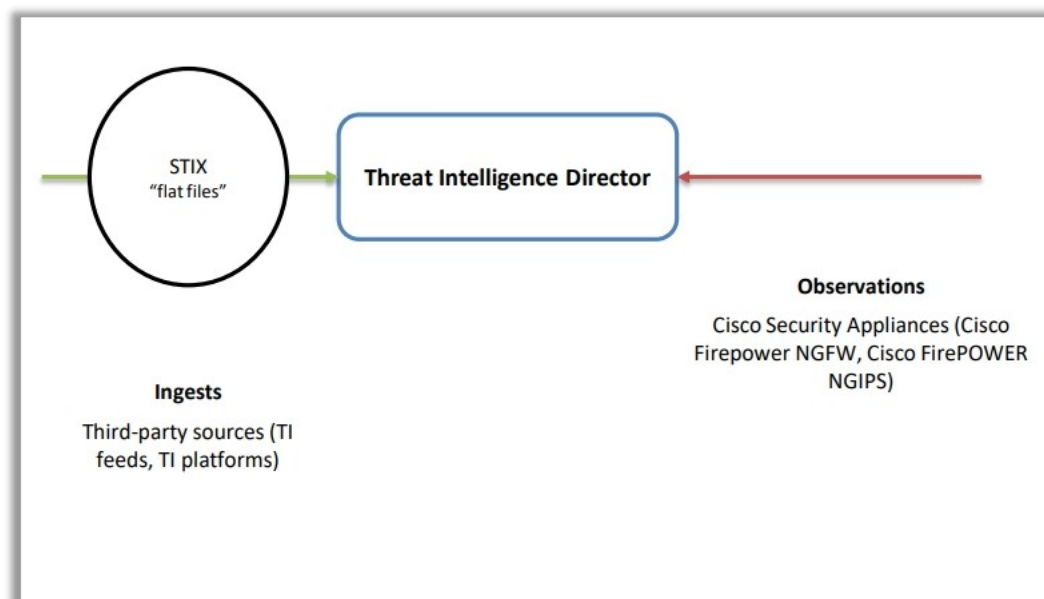 STIX
“flat files”
Threat Intelligence Director
Observations
Cisco Security Appliances (Cisco
Firepower NGFW, Cisco FirePOWER
NGIPS)
Ingests
Third-party sources (TI
feeds, TI platforms)